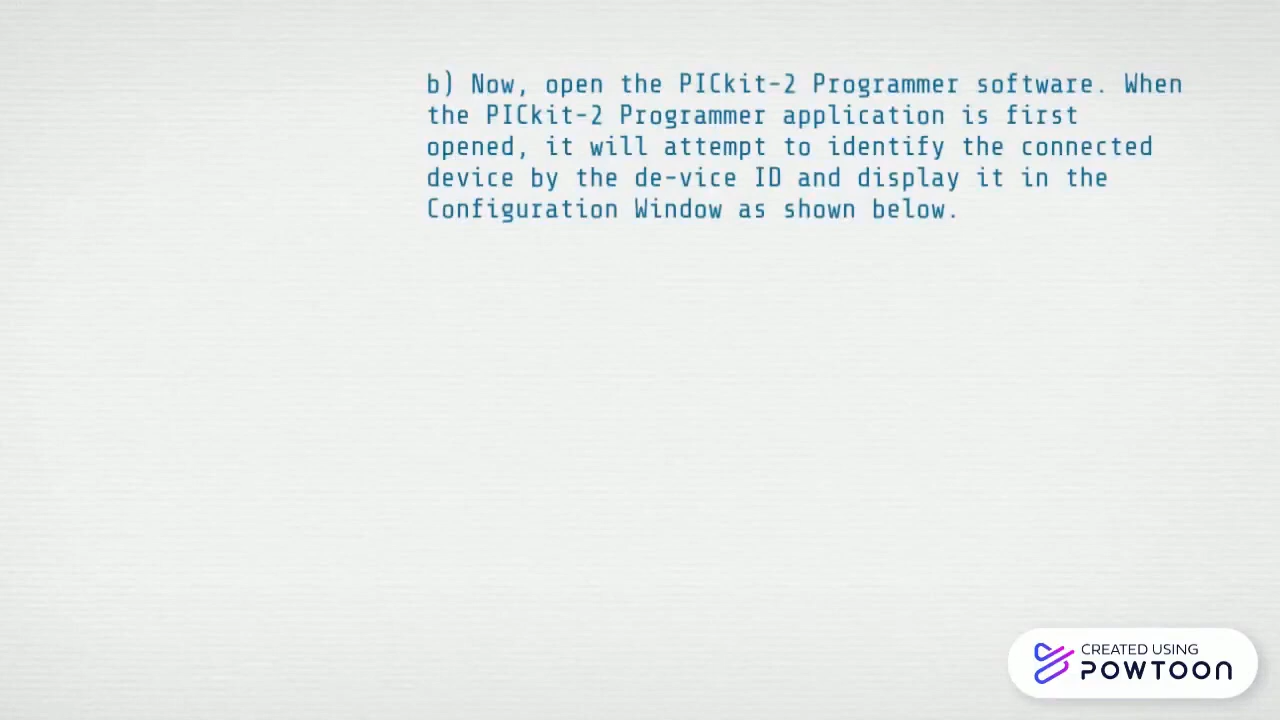 b) Now, open the PICkit-2 Programmer software. When
the PICkit-2 Programmer application is first
opened, it will attempt to identify the connected
device by the de-vice ID and display it in the
Configuration Window as shown below.
CREATED USING
POWTOON